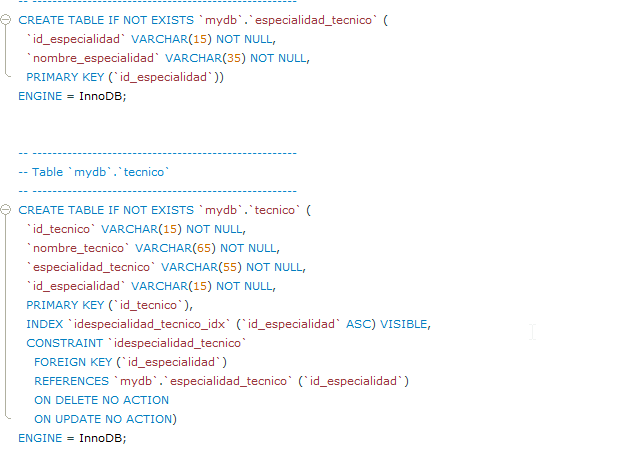 -- -----------------------------------------------------
CREATE TABLE IF NOT EXISTS `mydb`.`especialidad_tecnico` (
`id_especialidad` VARCHAR(15) NOT NULL,
`nombre_especialidad` VARCHAR(35) NOT NULL,
PRIMARY KEY (`id_especialidad`))
ENGINE = InnoDB;
-- -----------------------------------------------------
-- Table `mydb`.`tecnico`
-- -----------------------------------------------------
CREATE TABLE IF NOT EXISTS `mydb`.`tecnico` (
`id_tecnico` VARCHAR(15) NOT NULL,
`nombre_tecnico` VARCHAR(65) NOT NULL,
`especialidad_tecnico` VARCHAR(55) NOT NULL,
`id_especialidad` VARCHAR(15) NOT NULL,
PRIMARY KEY (`id_tecnico`),
INDEX `idespecialidad_tecnico_idx` (`id_especialidad` ASC) VISIBLE,
CONSTRAINT `idespecialidad_tecnico`
FOREIGN KEY (`id_especialidad`)
REFERENCES `mydb`.`especialidad_tecnico` (`id_especialidad`)
ON DELETE NO ACTION
ON UPDATE NO ACTION)
ENGINE = InnoDB;